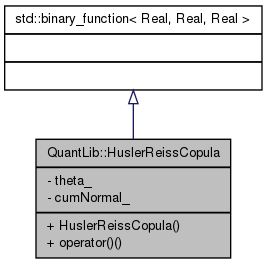 std::binary_function< Real, Real, Real >
QuantLib::HuslerReissCopula
- theta_
- cumNormal_
+ HuslerReissCopula()
+ operator()()